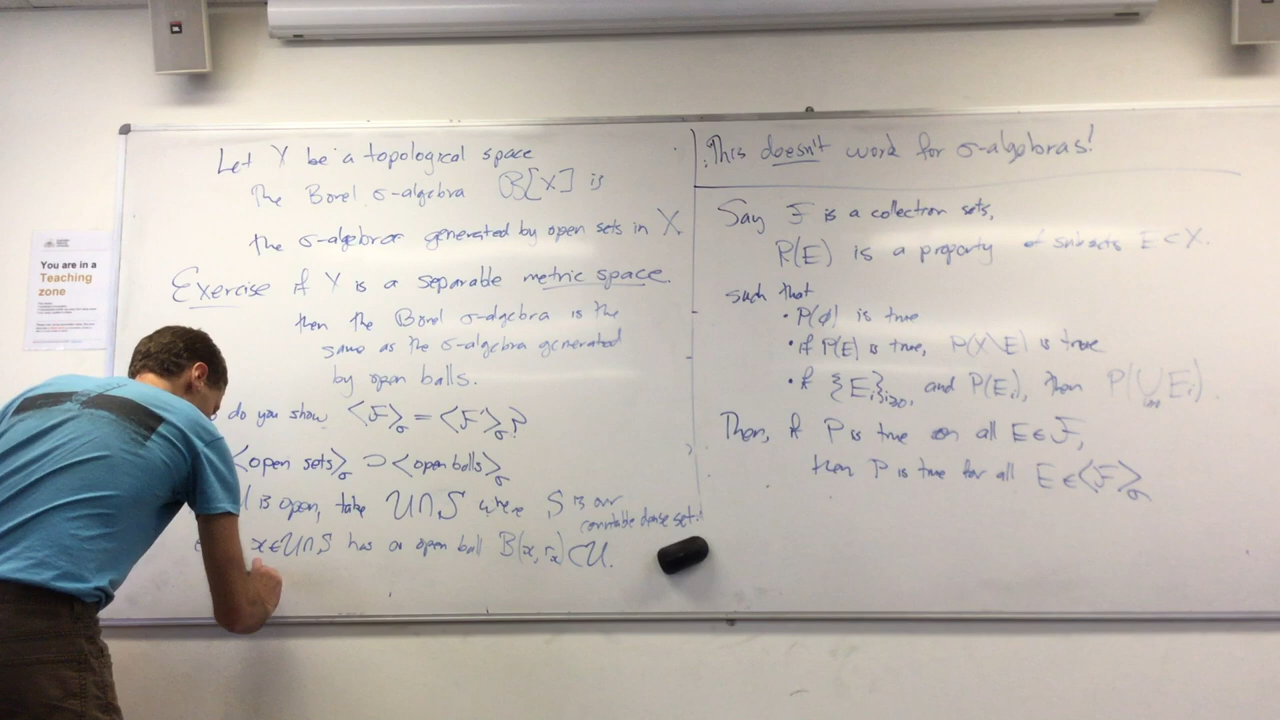 Let X be a topological space
The Borel σ-algebra B[X] is
the σ-algebra generated by open sets in X
Exercise if X is a separable metric space.
then the Borel σ-algebra is the
same as the σ-algebra generated
by open balls.
do you show ⟨F⟩σ = ⟨F'⟩σ?
⟨open sets⟩σ ⊃ ⟨open balls⟩σ
is open, take U∩S where S is our
countable dense set.
x∈U∩S has an open ball B(x, rₓ)⊂U.
This doesn't work for σ-algebras!
Say F is a collection sets,
P(E) is a property of subsets E⊂X.
such that
• P(∅) is true
• if P(E) is true, P(X\E) is true
• if {Eᵢ}ᵢ≥₀, and P(Eᵢ), then P(∪Eᵢ)
Then, if P is true on all E∈F,
then P is true for all E∈⟨F⟩σ
You are in a
Teaching
zone